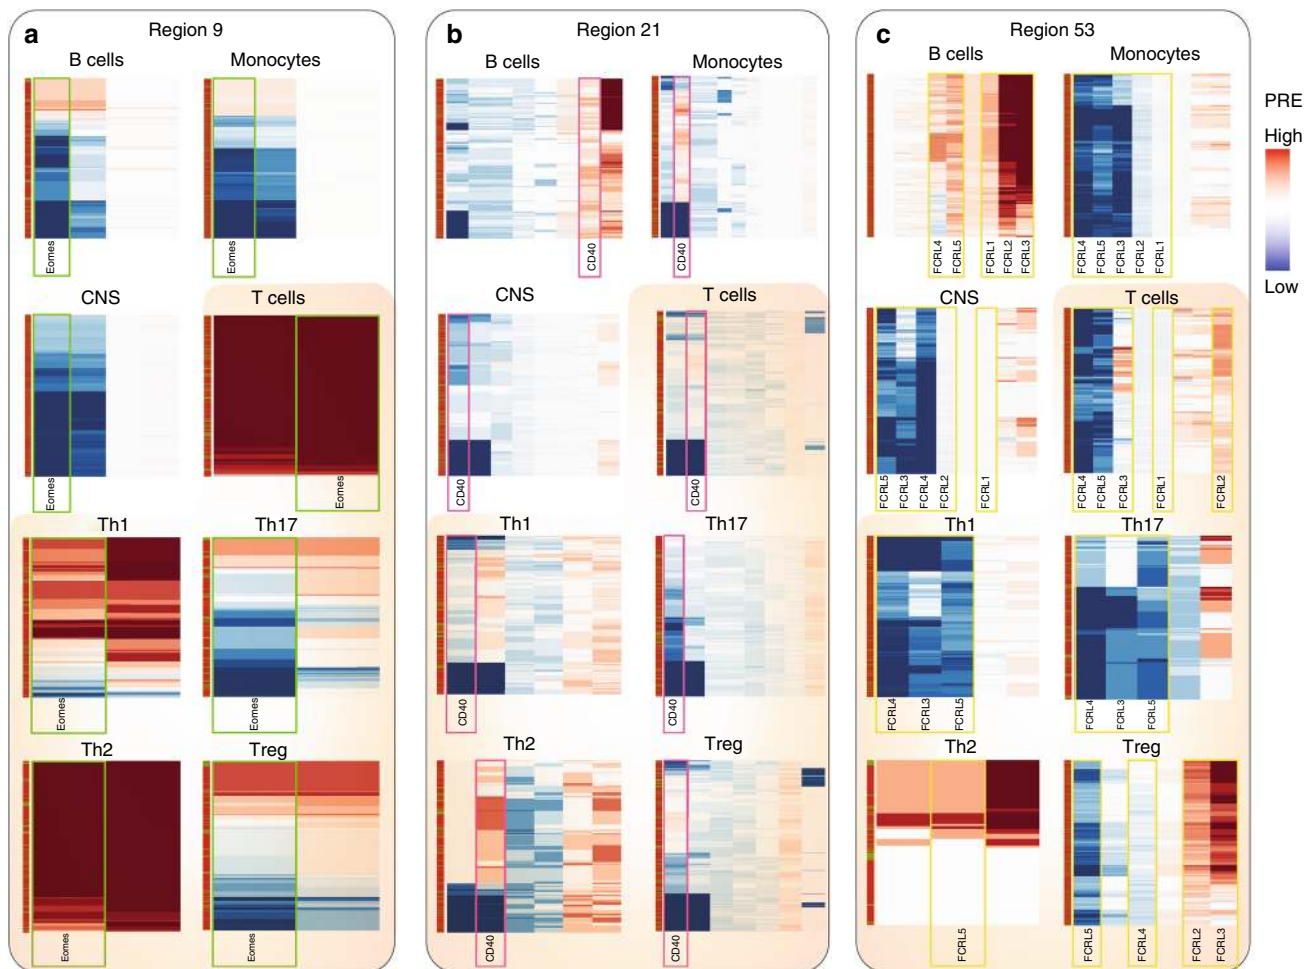 a
Region 9
B cells
Monocytes
Eomes
Eomes
CNS
T cells
Eomes
Eomes
Th1
Th17
Eomes
Eomes
Th2
Treg
Eomes
Eomes
b
Region 21
B cells
Monocytes
CD40
CD40
CNS
T cells
CD40
CD40
Th1
Th17
CD40
CD40
Th2
Treg
CD40
CD40
c
Region 53
B cells
Monocytes
FCRL4
FCRL5
FCRL1
FCRL2
FCRL3
FCRL4
FCRL5
FCRL3
FCRL2
FCRL1
CNS
T cells
FCRL5
FCRL3
FCRL4
FCRL2
FCRL1
FCRL4
FCRL5
FCRL3
FCRL1
FCRL2
Th1
Th17
FCRL4
FCRL3
FCRL5
FCRL4
FCRL3
FCRL5
Th2
Treg
FCRL5
FCRL5
FCRL4
FCRL2
FCRL3
PRE
High
Low